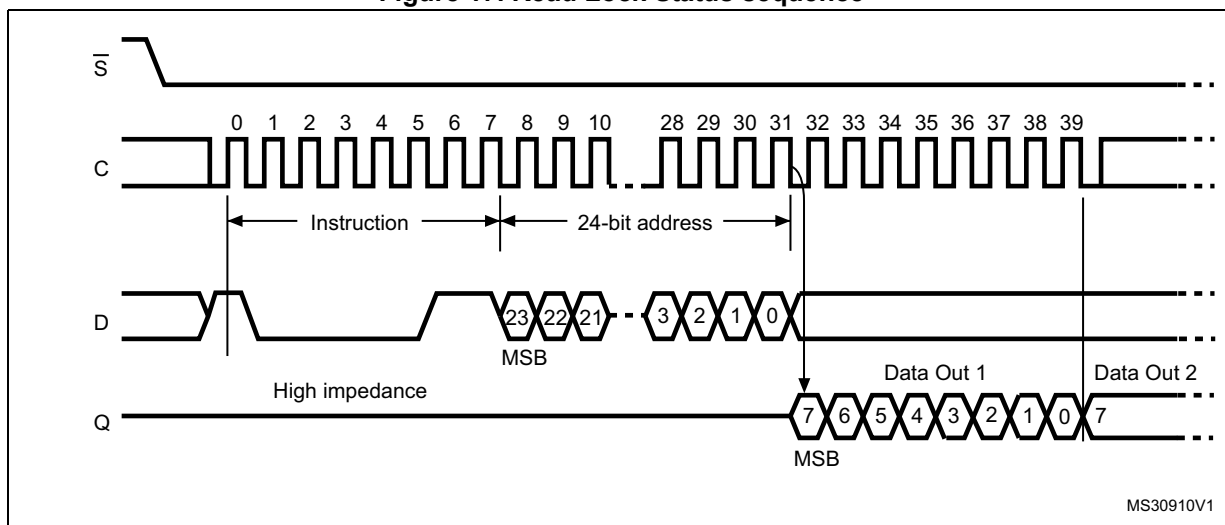 Figure 17. Read Lock Status sequence
S
0 1 2 3 4 5 6 7 8 9 10 28 29 30 31 32 33 34 35 36 37 38 39
C
Instruction 24-bit address
D
23 22 21 3 2 1 0
MSB
High impedance Data Out 1 Data Out 2
Q
7 6 5 4 3 2 1 0 7
MSB
MS30910V1